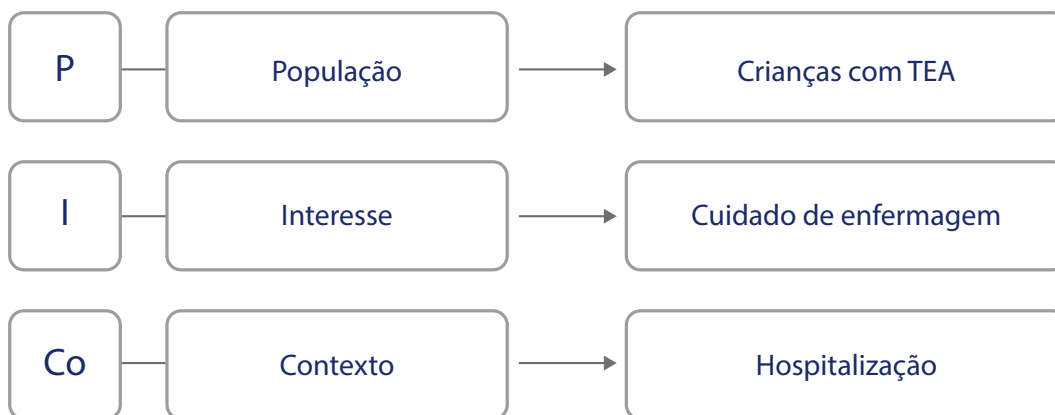 P População Crianças com TEA
I Interesse Cuidado de enfermagem
Co Contexto Hospitalização